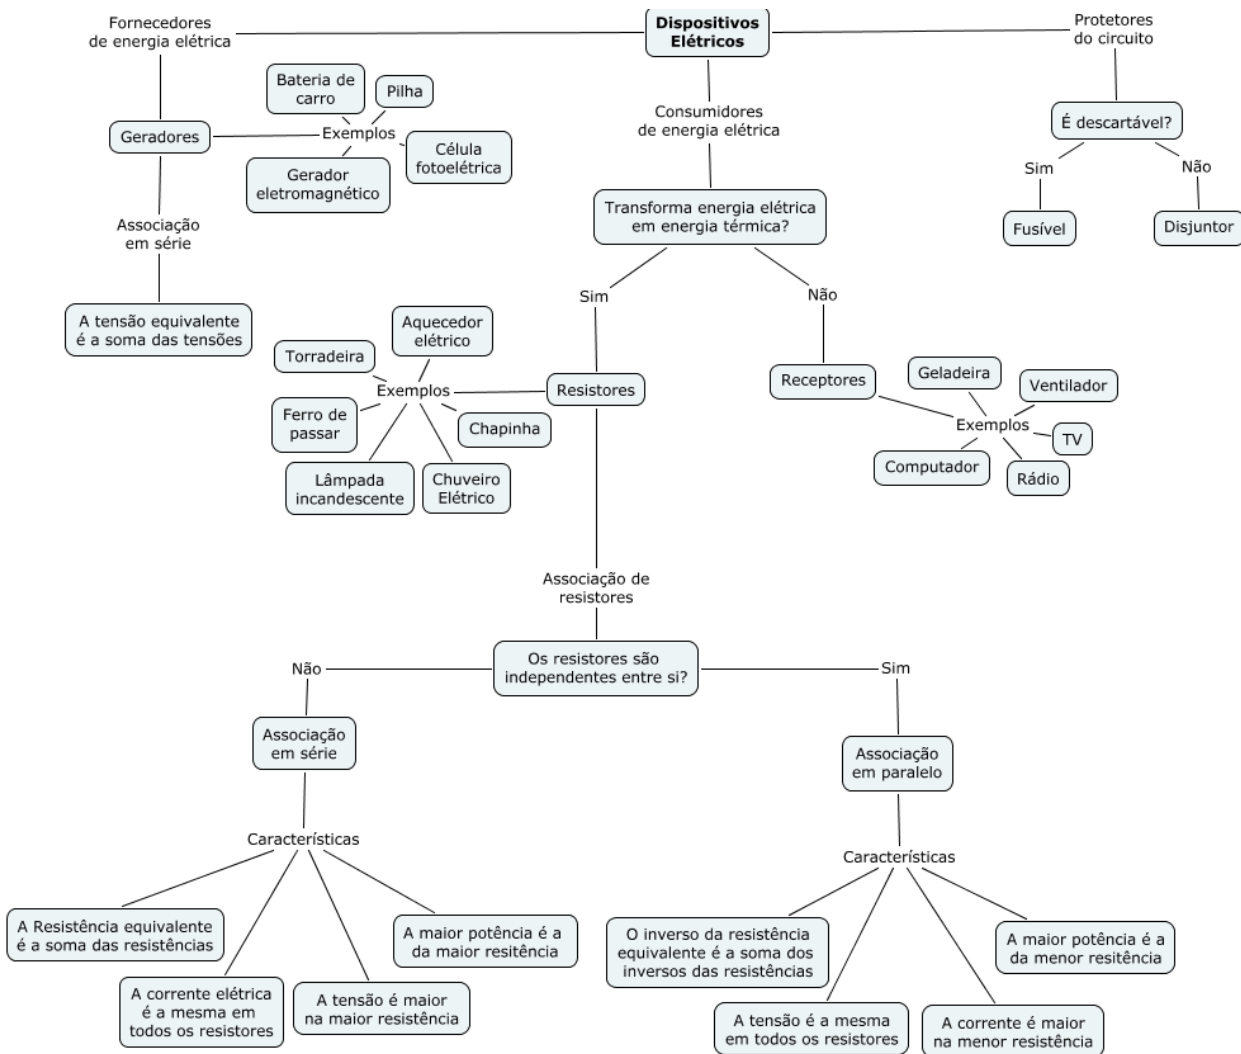 Fornecedores
de energia elétrica
Dispositivos
Elétricos
Protetores
do circuito
Bateria de
carro
Pilha
Geradores
Exemplos
Célula
fotoelétrica
Gerador
eletromagnético
Associação
em série
A tensão equivalente
é a soma das tensões
Consumidores
de energia elétrica
Transforma energia elétrica
em energia térmica?
É descartável?
Sim
Não
Fusível
Disjuntor
Sim
Não
Aquecedor
elétrico
Torradeira
Exemplos
Resistores
Ferro de
passar
Chapinha
Lâmpada
incandescente
Chuveiro
Elétrico
Receptores
Geladeira
Ventilador
Exemplos
TV
Computador
Rádio
Associação de
resistores
Os resistores são
independentes entre si?
Não
Sim
Associação
em série
Associação
em paralelo
Características
Características
A Resistência equivalente
é a soma das resistências
A corrente elétrica
é a mesma em
todos os resistores
A tensão é maior
na maior resistência
A maior potência é a
da maior resitência
O inverso da resistência
equivalente é a soma dos
inversos das resistências
A tensão é a mesma
em todos os resistores
A corrente é maior
na menor resistência
A maior potência é a
da menor resitência